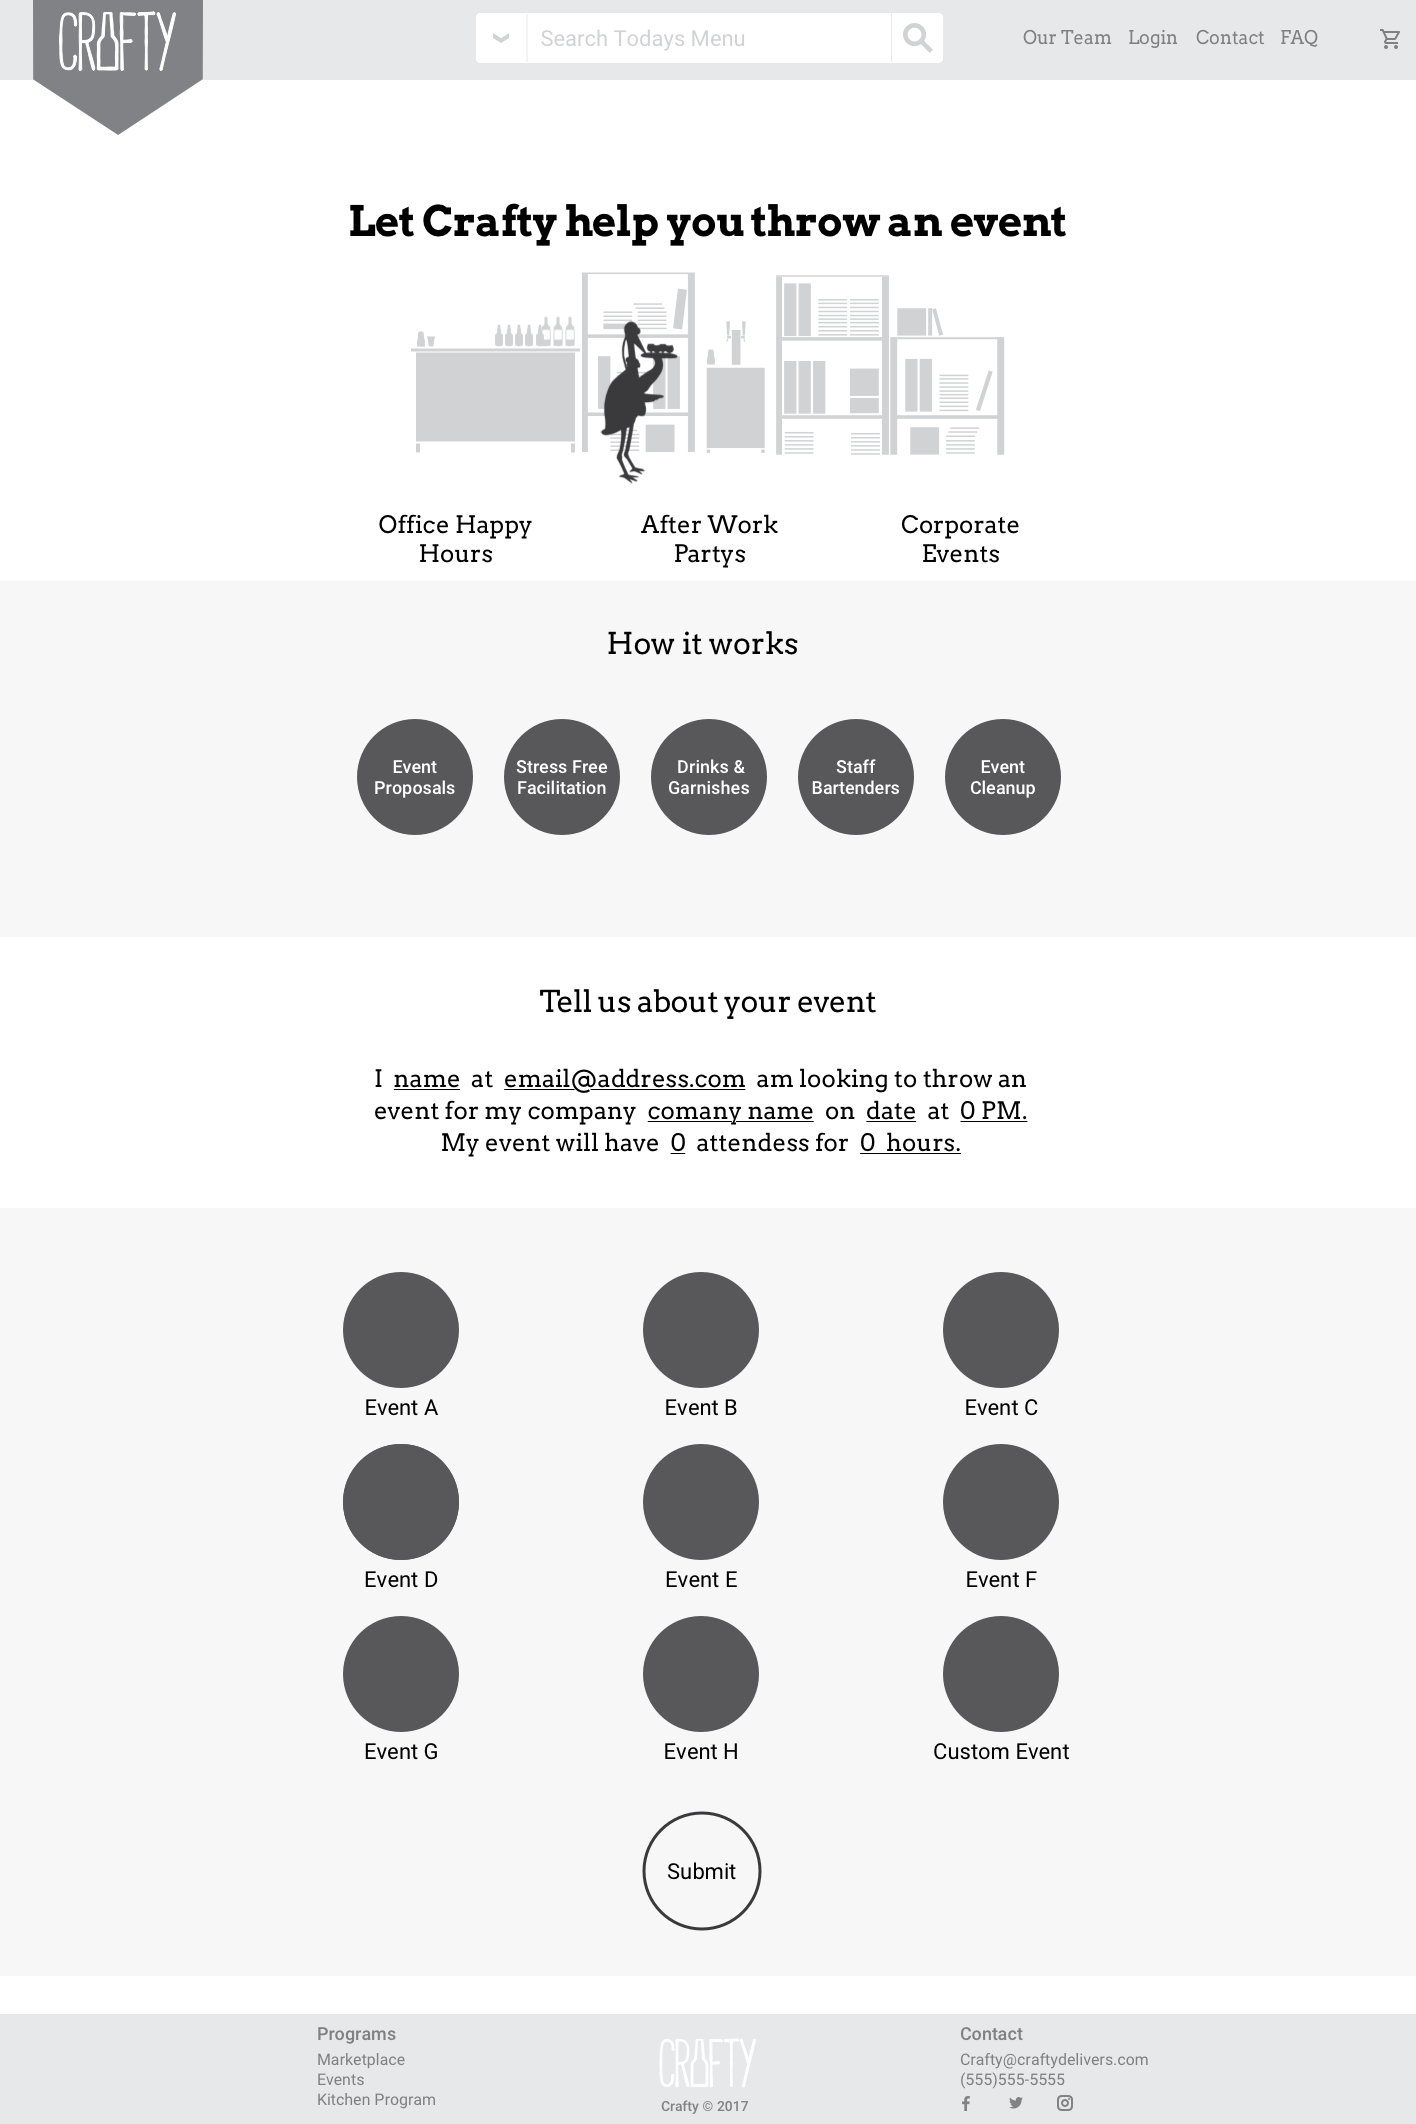 CRAFTY
Search Todays Menu
Our Team Login Contact FAQ
Let Crafty help you throw an event
Office Happy
Hours
After Work
Partys
Corporate
Events
How it works
Event
Proposals
Stress Free
Facilitation
Drinks &
Garnishes
Staff
Bartenders
Event
Cleanup
Tell us about your event
I name at email@address.com am looking to throw an
event for my company comany name on date at 0 PM.
My event will have 0 attendess for 0 hours.
Event A
Event B
Event C
Event D
Event E
Event F
Event G
Event H
Custom Event
Submit
Programs
Marketplace
Events
Kitchen Program
CRAFTY
Crafty © 2017
Contact
Crafty@craftydelivers.com
(555)555-5555